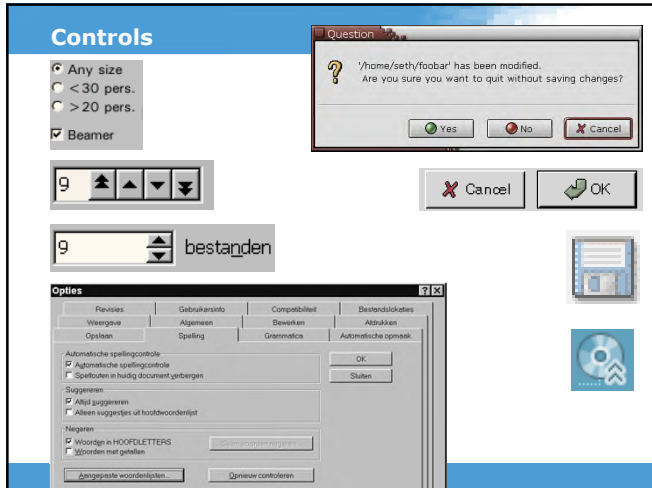 Controls
Any size
< 30 pers.
> 20 pers.
Beamer
Question
'/home/seth/foobar' has been modified.
Are you sure you want to quit without saving changes?
Yes No Cancel
9
Cancel OK
9 bestanden
Opties
Revisies Gebruikersinfo Compatibiliteit Bestandslokaties
Weergave Algemeen Bewerken Afdrukken
Opslaan Spelling Grammatica Automatische opmaak
Automatische spellingcontrole
Automatische spellingcontrole
Spelfouten in huidig document verbergen
OK
Sluiten
Suggereren
Altijd suggereren
Alleen suggesties uit hoofdwoordenlijst
Negeren
Woorden in HOOFDLETTERS
Woorden met getallen
Aangepaste woordenlijsten... Opnieuw controleren